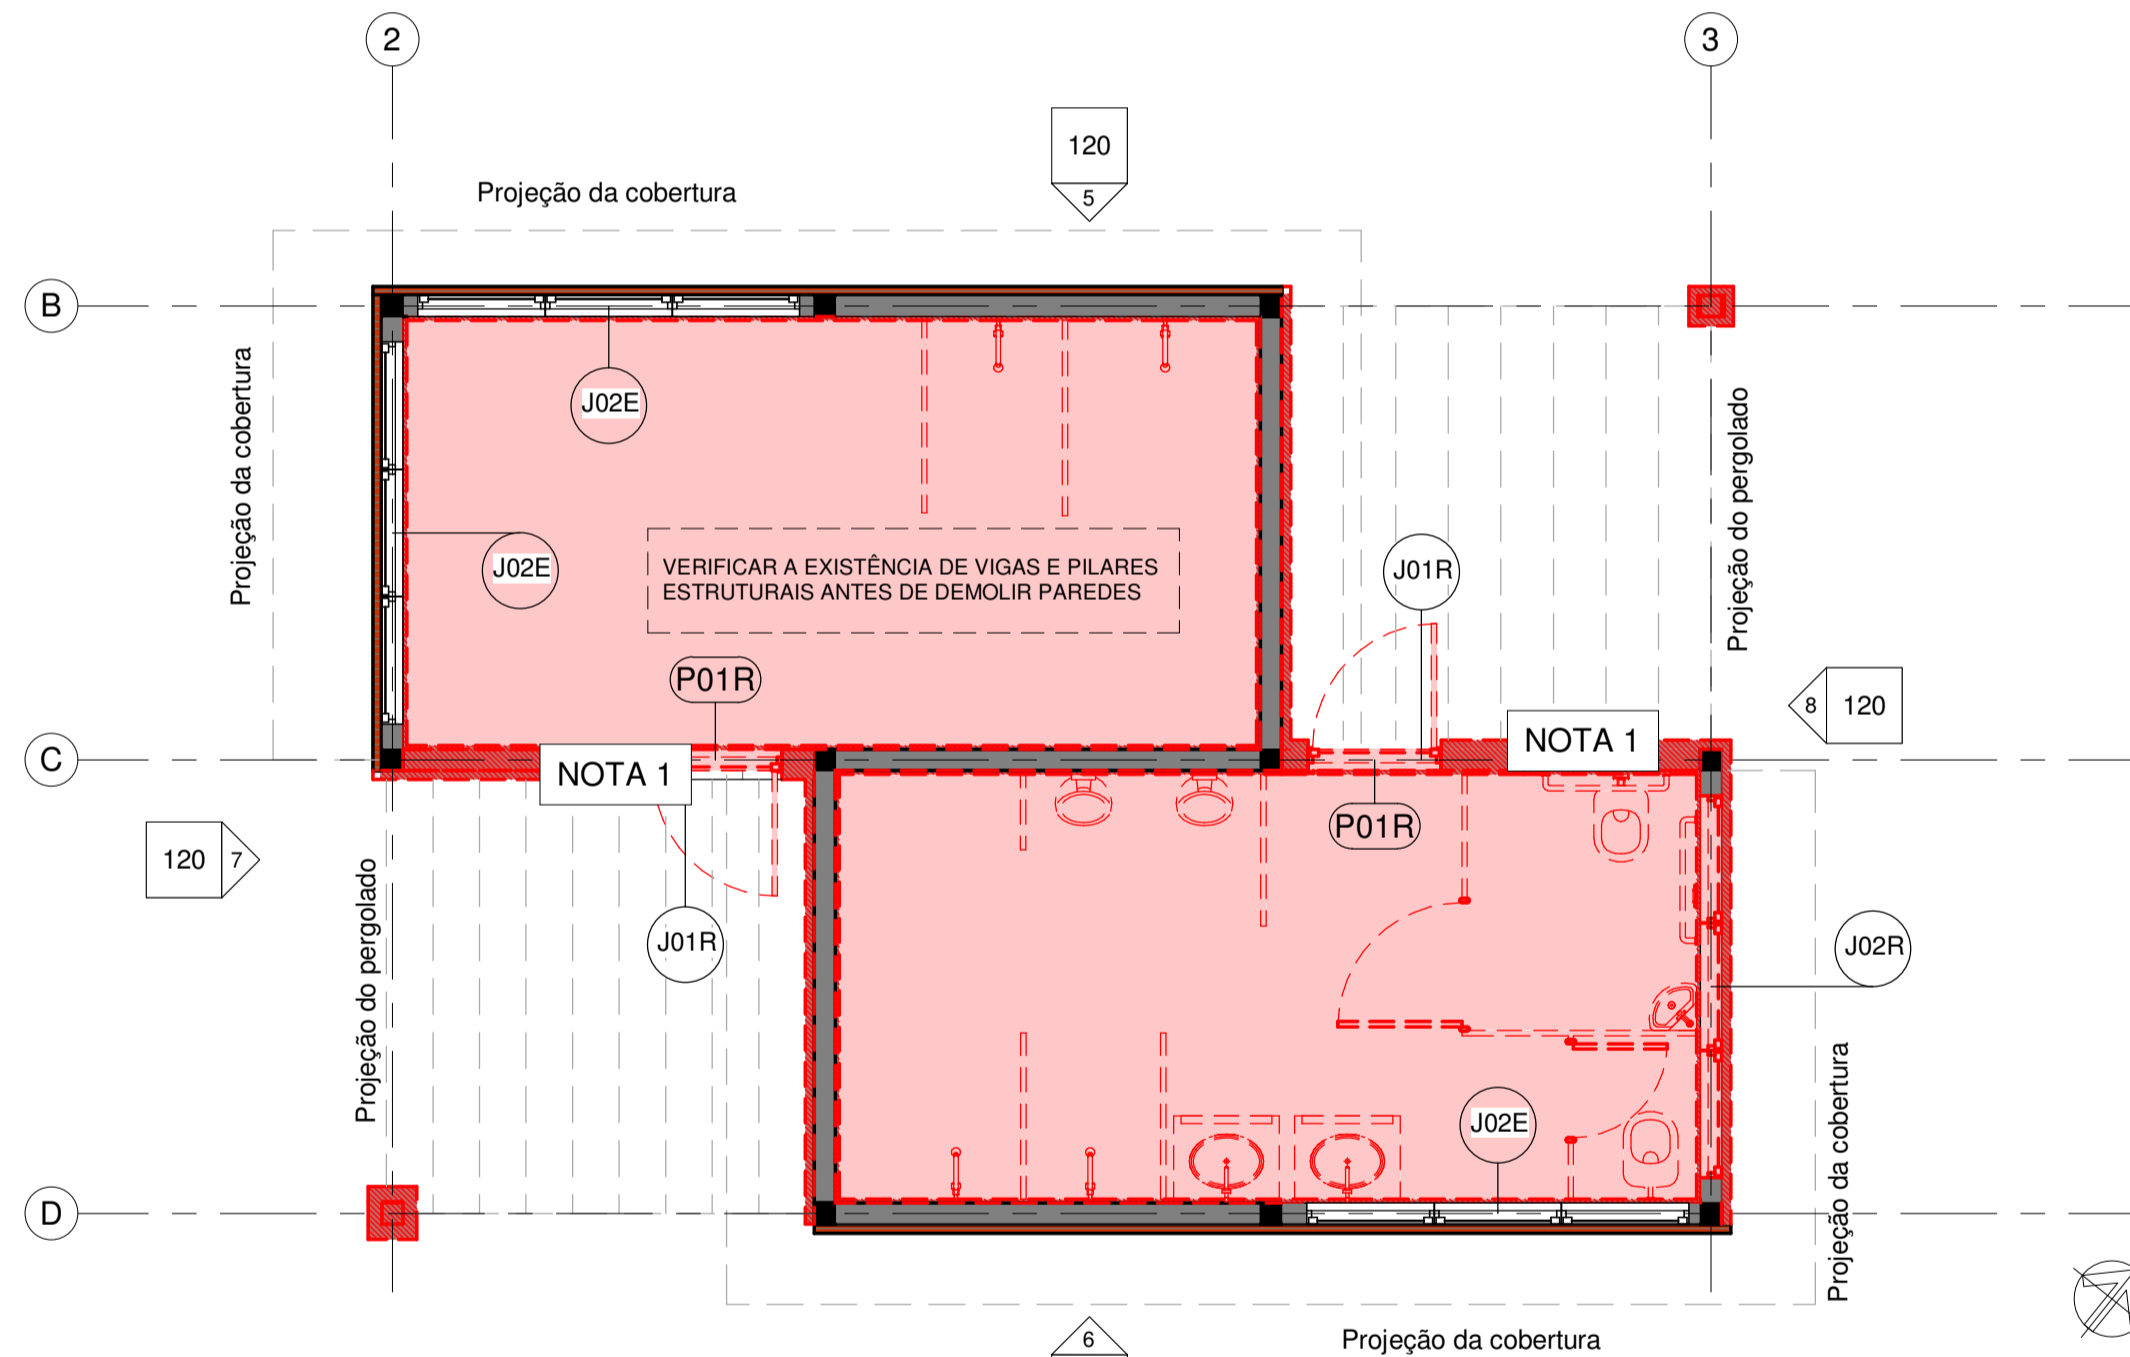 2
3
120
5
Projeção da cobertura
B
J02E
Projeção da cobertura
Projeção do pergolado
J02E
VERIFICAR A EXISTÊNCIA DE VIGAS E PILARES
ESTRUTURAIS ANTES DE DEMOLIR PAREDES
J01R
P01R
8
120
C
NOTA 1
NOTA 1
P01R
120
7
J01R
Projeção do pergolado
J02R
J02E
Projeção da cobertura
D
6
Projeção da cobertura